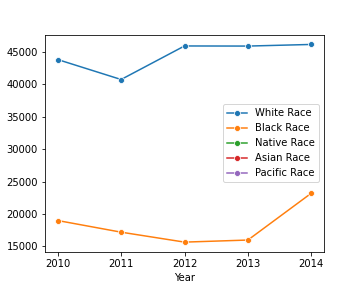 45000
40000
35000
30000
25000
20000
15000
White Race
Black Race
Native Race
Asian Race
Pacific Race
2010 2011 2012 2013 2014
Year